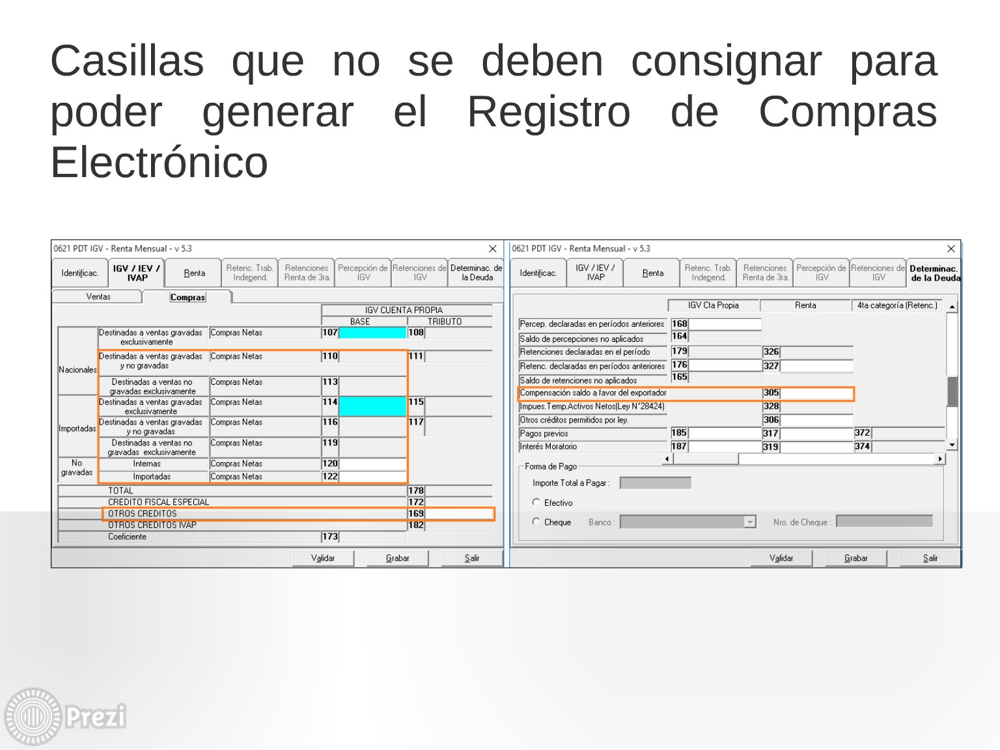 Casillas que no se deben consignar para
poder generar el Registro de Compras
Electrónico
0621 PDT IGV - Renta Mensual - v 5.3
Identificac.
IGV / IEV / IVAP
Renta
Retenc. Trab. Independ.
Retenciones Renta de 3ra.
Percepción de IGV
Retenciones de IGV
Determinac. de la Deuda
Ventas
Compras
IGV CUENTA PROPIA
BASE TRIBUTO
Nacionales
Destinadas a ventas gravadas exclusivamente Compras Netas 107 108
Destinadas a ventas gravadas y no gravadas Compras Netas 110 111
Destinadas a ventas no gravadas exclusivamente Compras Netas 113
Importadas
Destinadas a ventas gravadas exclusivamente Compras Netas 114 115
Destinadas a ventas gravadas y no gravadas Compras Netas 116 117
Destinadas a ventas no gravadas exclusivamente Compras Netas 119
No gravadas
Internas Compras Netas 120
Importadas Compras Netas 122
TOTAL 178
CREDITO FISCAL ESPECIAL 172
OTROS CREDITOS 169
OTROS CREDITOS IVAP 182
Coeficiente 173
Validar Grabar Salir
0621 PDT IGV - Renta Mensual - v 5.3
Identificac.
IGV / IEV / IVAP
Renta
Retenc. Trab. Independ.
Retenciones Renta de 3ra.
Percepción de IGV
Retenciones de IGV
Determinac. de la Deuda
IGV Cta Propia Renta 4ta categoría (Retenc.)
Percep. declaradas en períodos anteriores 168
Saldo de percepciones no aplicados 164
Retenciones declaradas en el período 179 326
Retenc. declaradas en períodos anteriores 176 327
Saldo de retenciones no aplicados 165
Compensación saldo a favor del exportador 305
Impues.Temp.Activos Netos(Ley N°28424) 328
Otros créditos permitidos por ley. 306
Pagos previos 185 317 372
Interés Moratorio 187 319 374
Forma de Pago
Importe Total a Pagar :
Efectivo
Cheque Banco : Nro. de Cheque :
Validar Grabar Salir
Prezi